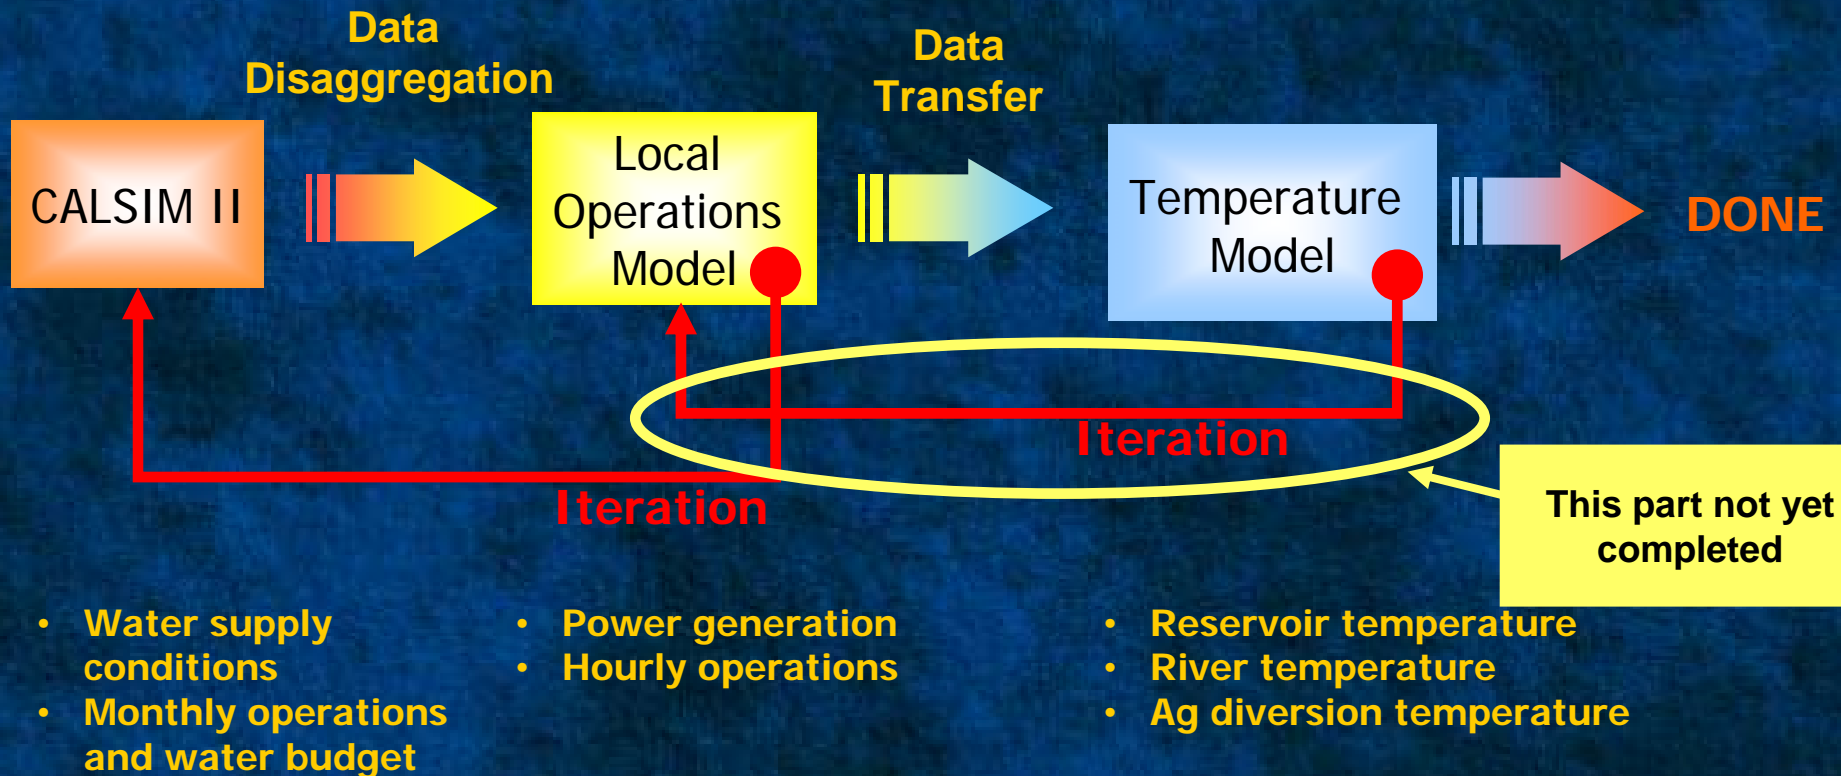 Data
Disaggregation
Data
Transfer
CALSIM II
Local
Operations
Model
Temperature
Model
DONE
Iteration
Iteration
This part not yet
completed
• Water supply
conditions
• Monthly operations
and water budget
• Power generation
• Hourly operations
• Reservoir temperature
• River temperature
• Ag diversion temperature